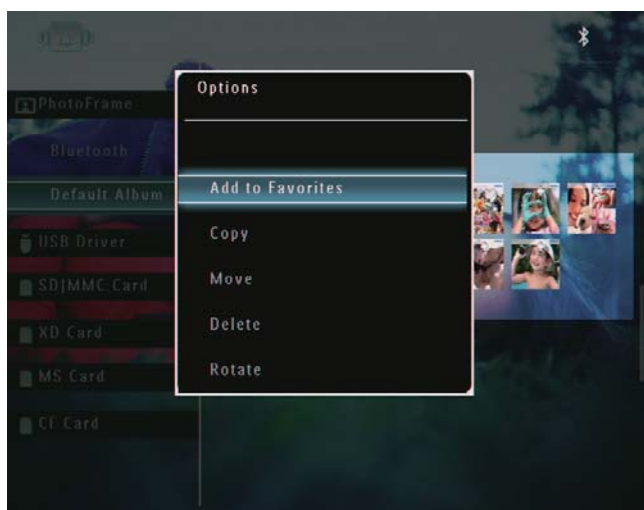 Options
Add to Favorites
Copy
Move
Delete
Rotate
PhotoFrame
Bluetooth
Default Album
USB Driver
SD|MMC Card
XD Card
MS Card
CF Card